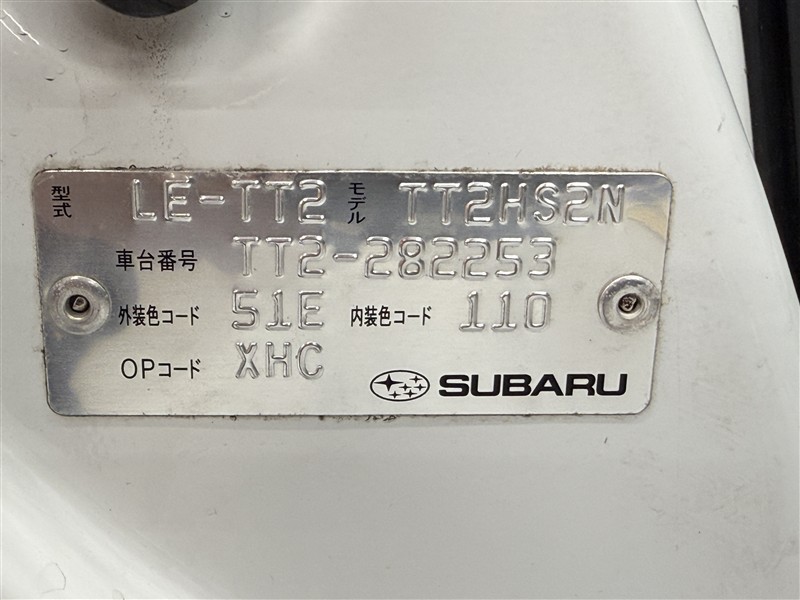 型式 LE-TT2 モデル TT2HS2N
車台番号 TT2-282253
外装色コード 51E 内装色コード 110
OPコード XHC
SUBARU